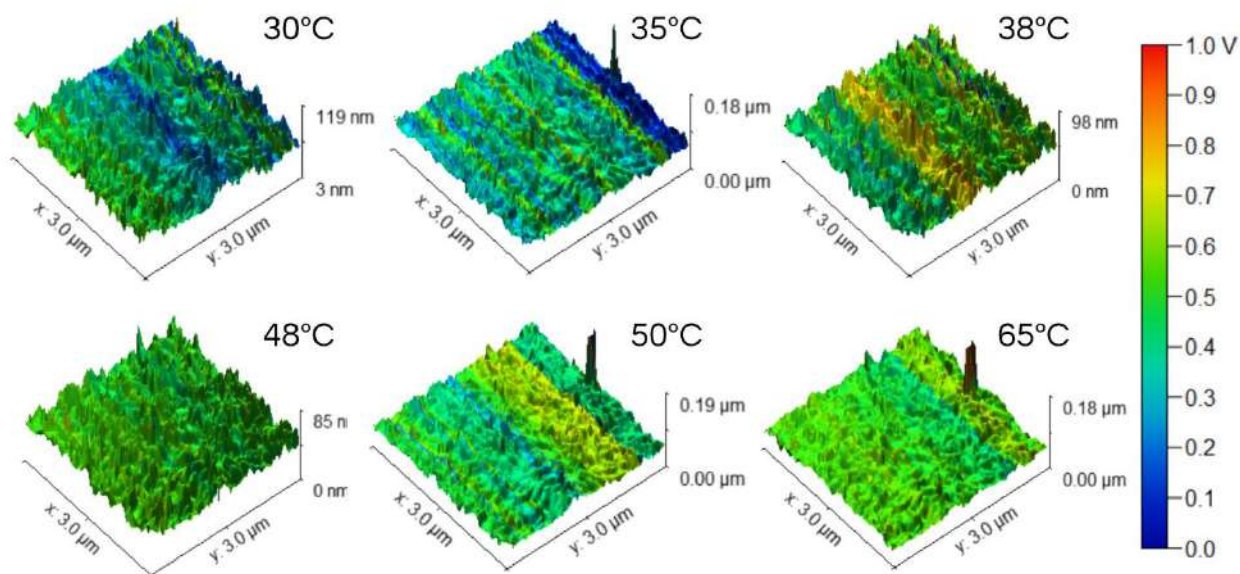 30°C
119 nm
3 nm
x: 3.0 µm
y: 3.0 µm
35°C
0.18 µm
0.00 µm
x: 3.0 µm
y: 3.0 µm
38°C
98 nm
0 nm
x: 3.0 µm
y: 3.0 µm
48°C
85 n
0 nm
x: 3.0 µm
y: 3.0 µm
50°C
0.19 µm
0.00 µm
x: 3.0 µm
y: 3.0 µm
65°C
0.18 µm
0.00 µm
x: 3.0 µm
y: 3.0 µm
1.0 V
0.9
0.8
0.7
0.6
0.5
0.4
0.3
0.2
0.1
0.0